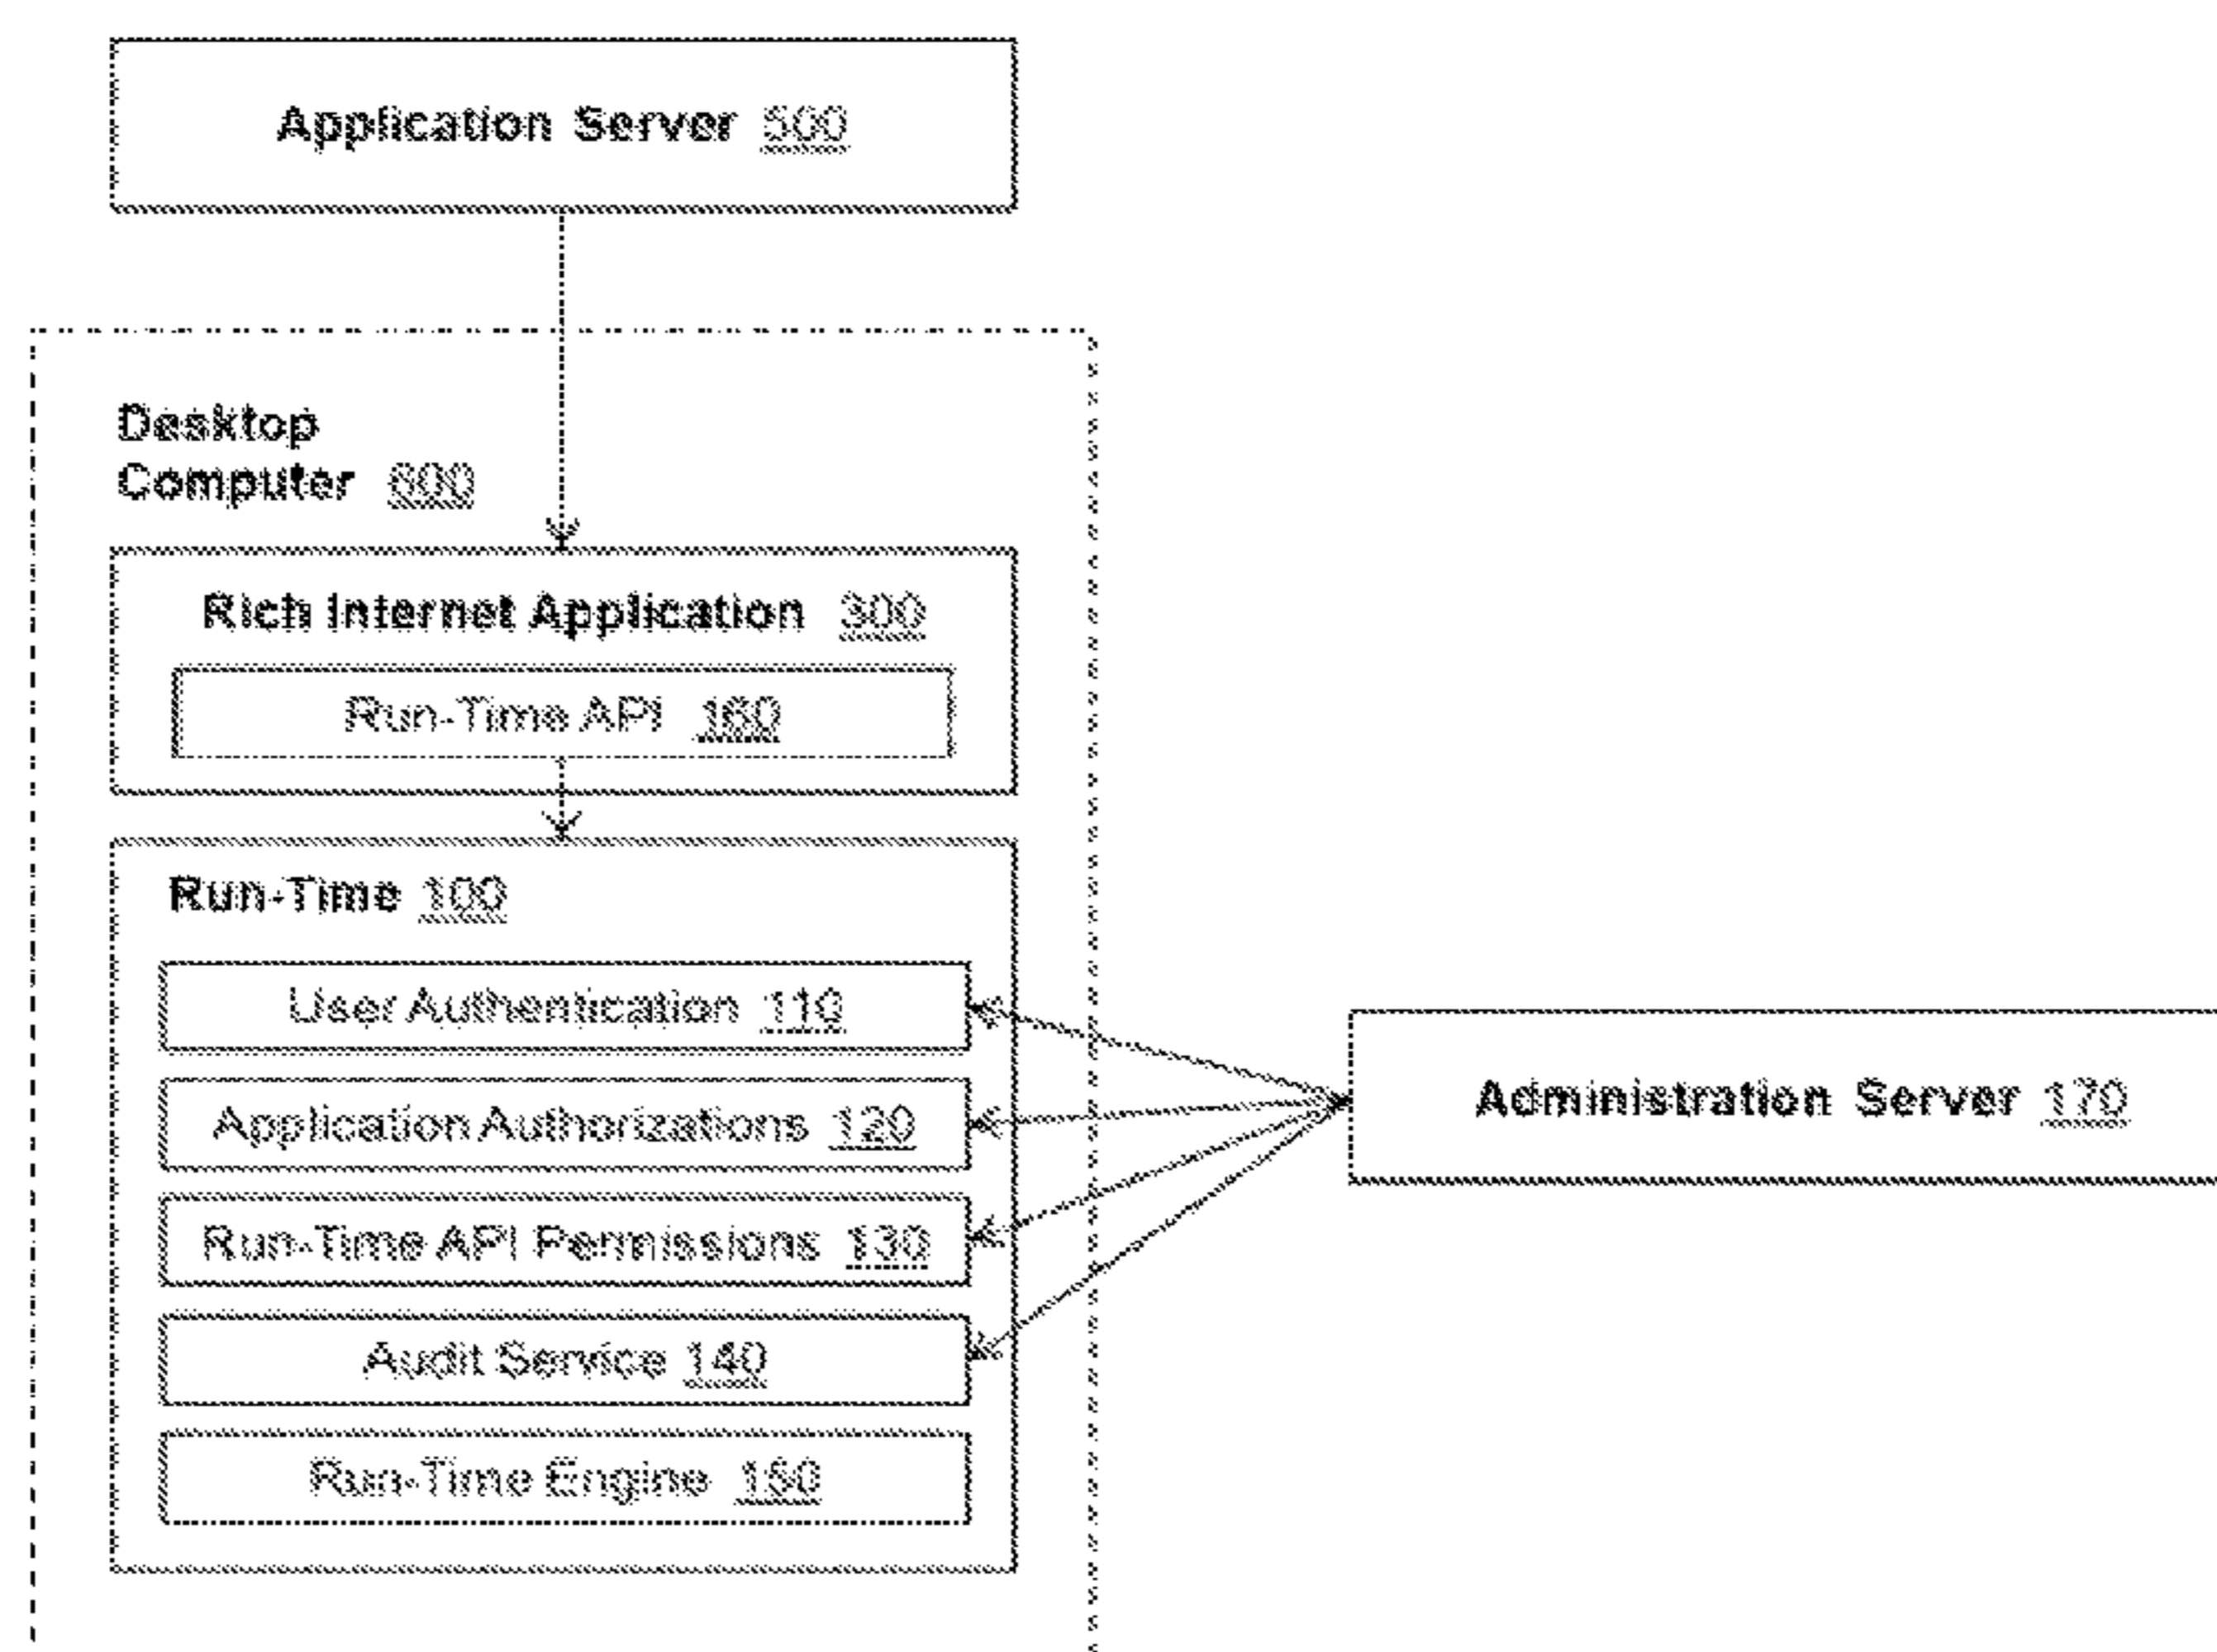 Application Server 500
Desktop
Computer 600
Rich Internet Application 300
Run-Time API 160
Run-Time 100
User Authentication 110
Application Authorizations 120
Administration Server 170
Run-Time API Permissions 130
Audit Service 140
Run-Time Engine 150